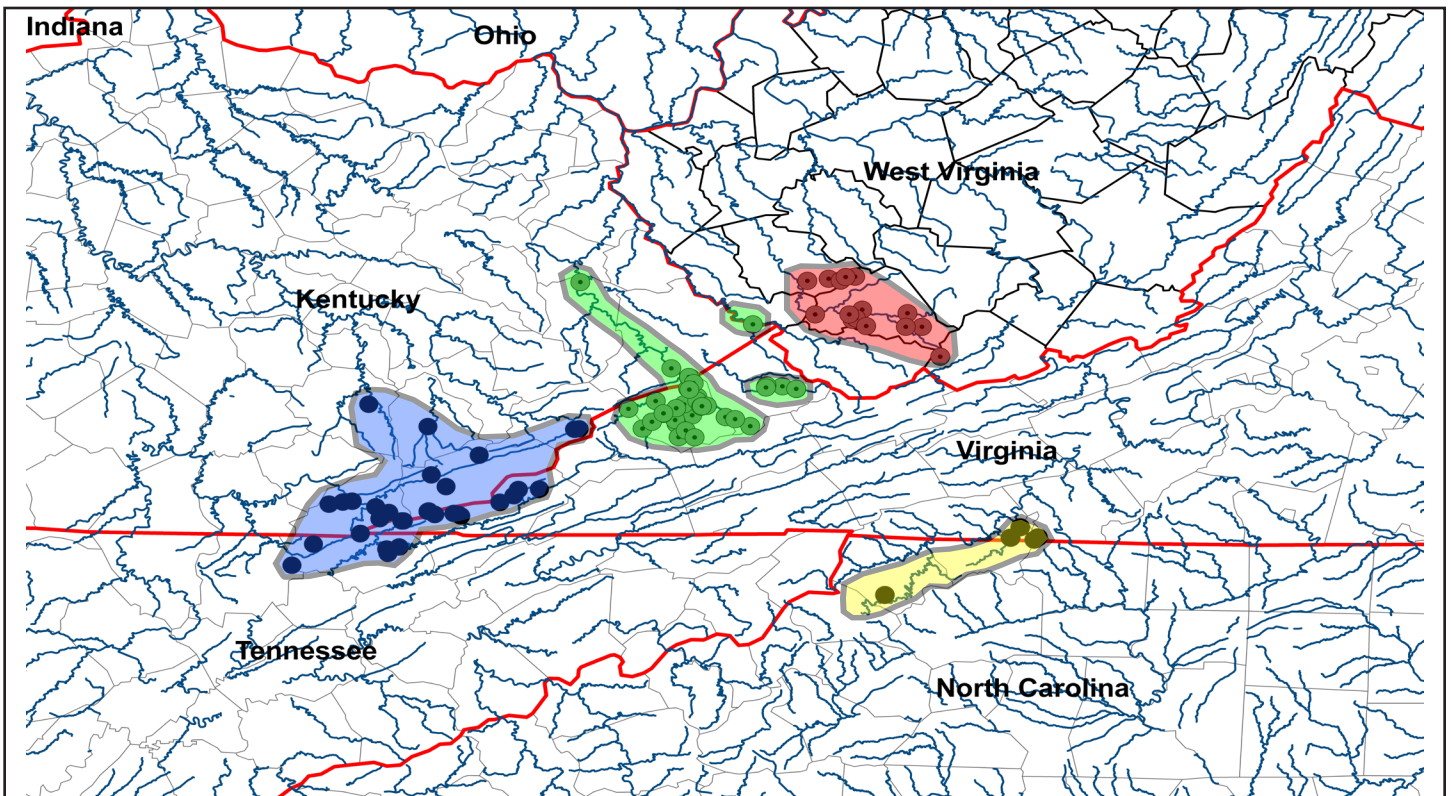 Indiana
Ohio
West Virginia
Kentucky
Virginia
Tennessee
North Carolina